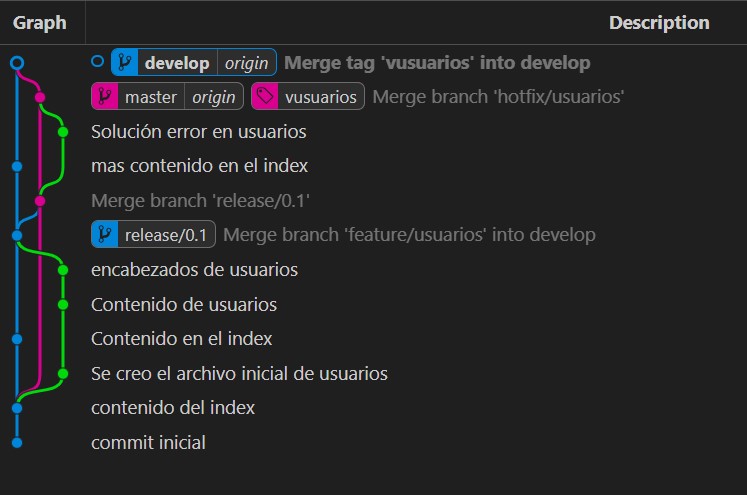 Graph Description
develop origin Merge tag 'vusuarios' into develop
master origin vusuarios Merge branch 'hotfix/usuarios'
Solución error en usuarios
mas contenido en el index
Merge branch 'release/0.1'
release/0.1 Merge branch 'feature/usuarios' into develop
encabezados de usuarios
Contenido de usuarios
Contenido en el index
Se creo el archivo inicial de usuarios
contenido del index
commit inicial